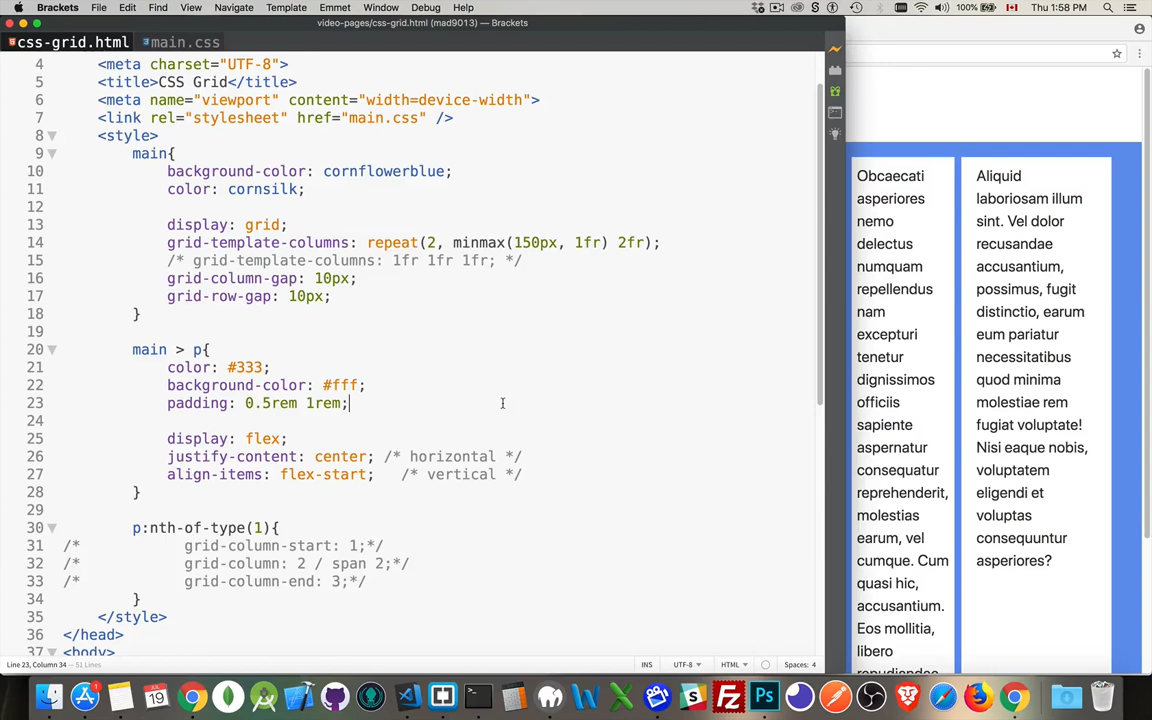 Brackets File Edit Find View Navigate Template Emmet Window Debug Help 100% Thu 1:58 PM
video-pages/css-grid.html (mad9013) — Brackets
css-grid.html main.css
4 <meta charset="UTF-8">
5 <title>CSS Grid</title>
6 <meta name="viewport" content="width=device-width">
7 <link rel="stylesheet" href="main.css" />
8 <style>
9 main{
10 background-color: cornflowerblue;
11 color: cornsilk;
12
13 display: grid;
14 grid-template-columns: repeat(2, minmax(150px, 1fr) 2fr);
15 /* grid-template-columns: 1fr 1fr 1fr; */
16 grid-column-gap: 10px;
17 grid-row-gap: 10px;
18 }
19
20 main > p{
21 color: #333;
22 background-color: #fff;
23 padding: 0.5rem 1rem;
24
25 display: flex;
26 justify-content: center; /* horizontal */
27 align-items: flex-start; /* vertical */
28 }
29
30 p:nth-of-type(1){
31 /* grid-column-start: 1;*/
32 /* grid-column: 2 / span 2;*/
33 /* grid-column-end: 3;*/
34 }
35 </style>
36 </head>
37 <body>
Line 23, Column 34 — 51 Lines
INS UTF-8 HTML Spaces: 4
Obcaecati
asperiores
nemo
delectus
numquam
repellendus
nam
excepturi
tenetur
dignissimos
officiis
sapiente
aspernatur
consequatur
reprehenderit,
molestias
earum, vel
cumque. Cum
quasi hic,
accusantium.
Eos mollitia,
libero
repudiandae
Aliquid
laboriosam illum
sint. Vel dolor
recusandae
accusantium,
possimus, fugit
distinctio, earum
eum pariatur
necessitatibus
quod minima
molestiae rem
fugiat voluptate!
Nisi eaque nobis,
voluptatem
eligendi et
voluptas
consequuntur
asperiores?